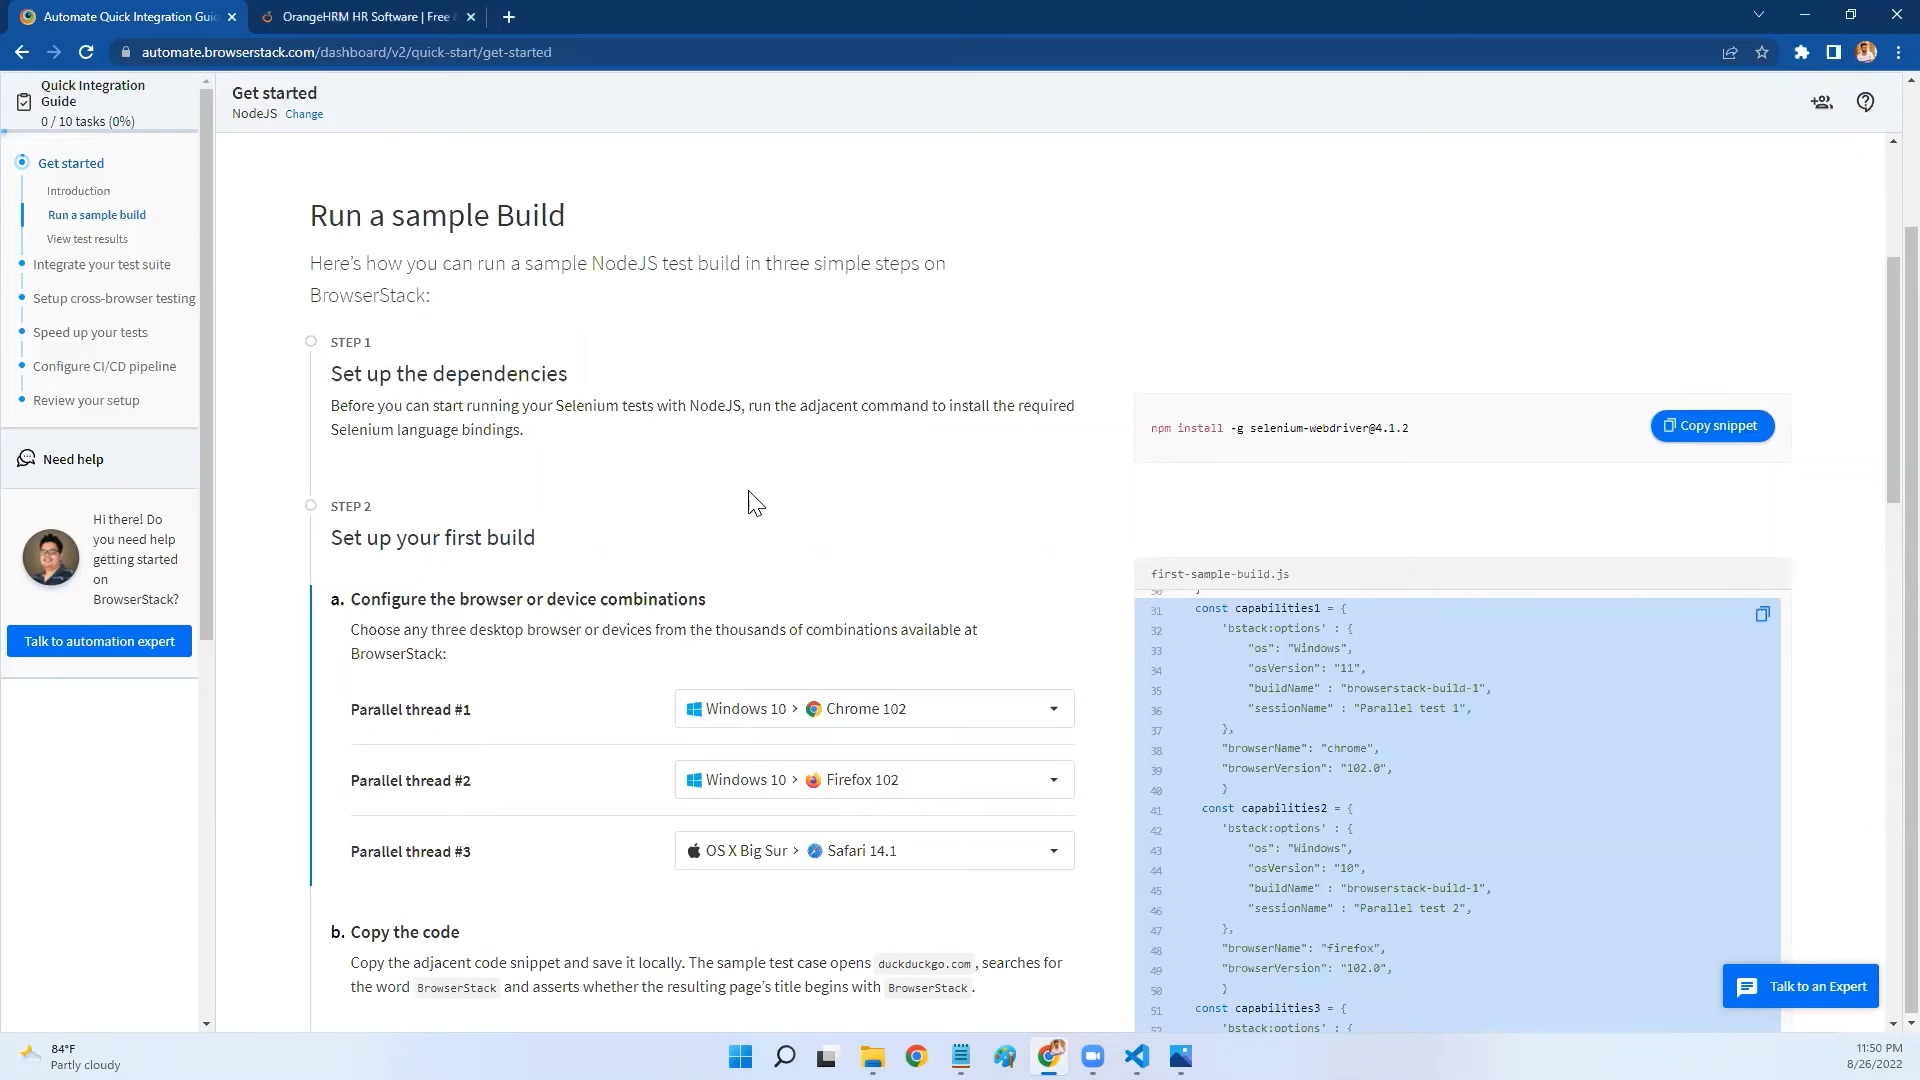 Automate Quick Integration Gui
OrangeHRM HR Software | Free
automate.browserstack.com/dashboard/v2/quick-start/get-started
Quick Integration
Guide
0 / 10 tasks (0%)
Get started
Introduction
Run a sample build
View test results
Integrate your test suite
Setup cross-browser testing
Speed up your tests
Configure CI/CD pipeline
Review your setup
Need help
Hi there! Do
you need help
getting started
on
BrowserStack?
Talk to automation expert
Get started
NodeJS Change
Run a sample Build
Here's how you can run a sample NodeJS test build in three simple steps on
BrowserStack:
STEP 1
Set up the dependencies
Before you can start running your Selenium tests with NodeJS, run the adjacent command to install the required
Selenium language bindings.
npm install -g selenium-webdriver@4.1.2
Copy snippet
STEP 2
Set up your first build
a. Configure the browser or device combinations
Choose any three desktop browser or devices from the thousands of combinations available at
BrowserStack:
Parallel thread #1
Windows 10 > Chrome 102
Parallel thread #2
Windows 10 > Firefox 102
Parallel thread #3
OS X Big Sur > Safari 14.1
b. Copy the code
Copy the adjacent code snippet and save it locally. The sample test case opens duckduckgo.com, searches for
the word BrowserStack and asserts whether the resulting page's title begins with BrowserStack.
first-sample-build.js
31 const capabilities1 = {
32 'bstack:options' : {
33 "os": "Windows",
34 "osVersion": "11",
35 "buildName" : "browserstack-build-1",
36 "sessionName" : "Parallel test 1",
37 },
38 "browserName": "chrome",
39 "browserVersion": "102.0",
40 }
41 const capabilities2 = {
42 'bstack:options' : {
43 "os": "Windows",
44 "osVersion": "10",
45 "buildName" : "browserstack-build-1",
46 "sessionName" : "Parallel test 2",
47 },
48 "browserName": "firefox",
49 "browserVersion": "102.0",
50 }
51 const capabilities3 = {
52 'bstack:options' : {
Talk to an Expert
84°F
Partly cloudy
11:50 PM
8/26/2022